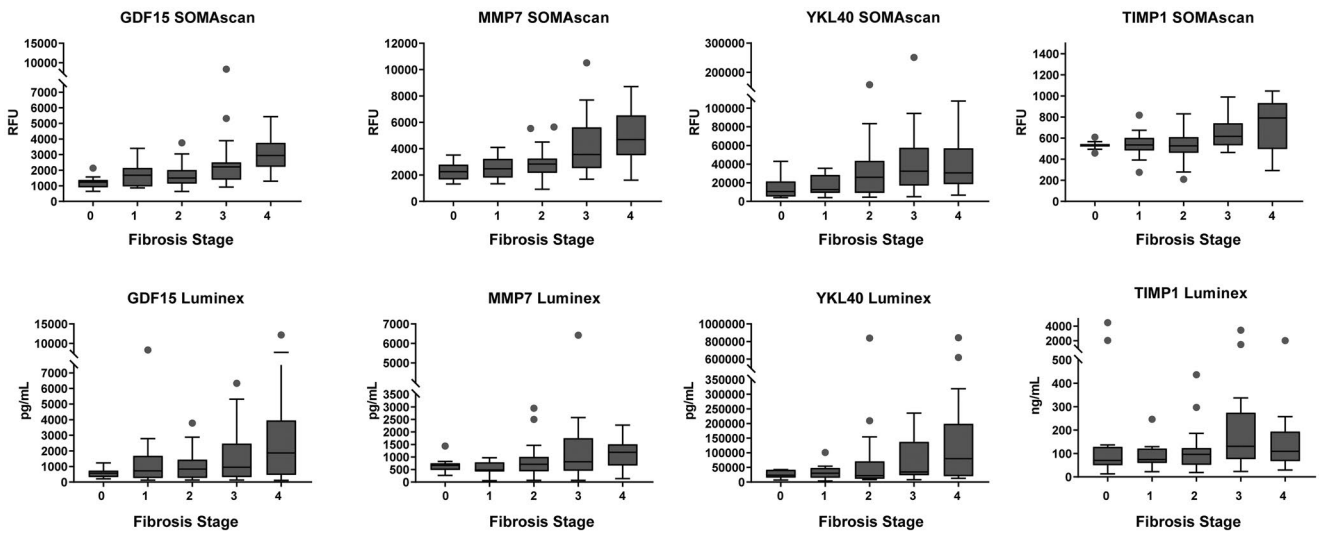 GDF15 SOMAscan
RFU
15000
10000
7000
6000
5000
4000
3000
2000
1000
0
0 1 2 3 4
Fibrosis Stage
MMP7 SOMAscan
RFU
12000
10000
8000
6000
4000
2000
0
0 1 2 3 4
Fibrosis Stage
YKL40 SOMAscan
RFU
300000
200000
100000
80000
60000
40000
20000
0
0 1 2 3 4
Fibrosis Stage
TIMP1 SOMAscan
RFU
1400
1200
1000
800
600
400
200
0
0 1 2 3 4
Fibrosis Stage
GDF15 Luminex
pg/mL
15000
10000
7000
6000
5000
4000
3000
2000
1000
0
0 1 2 3 4
Fibrosis Stage
MMP7 Luminex
pg/mL
7000
6000
5000
3500
3000
2500
2000
1500
1000
500
0
0 1 2 3 4
Fibrosis Stage
YKL40 Luminex
pg/mL
1000000
800000
600000
350000
300000
250000
200000
150000
100000
50000
0
0 1 2 3 4
Fibrosis Stage
TIMP1 Luminex
ng/mL
4000
2000
500
400
300
200
100
0
0 1 2 3 4
Fibrosis Stage